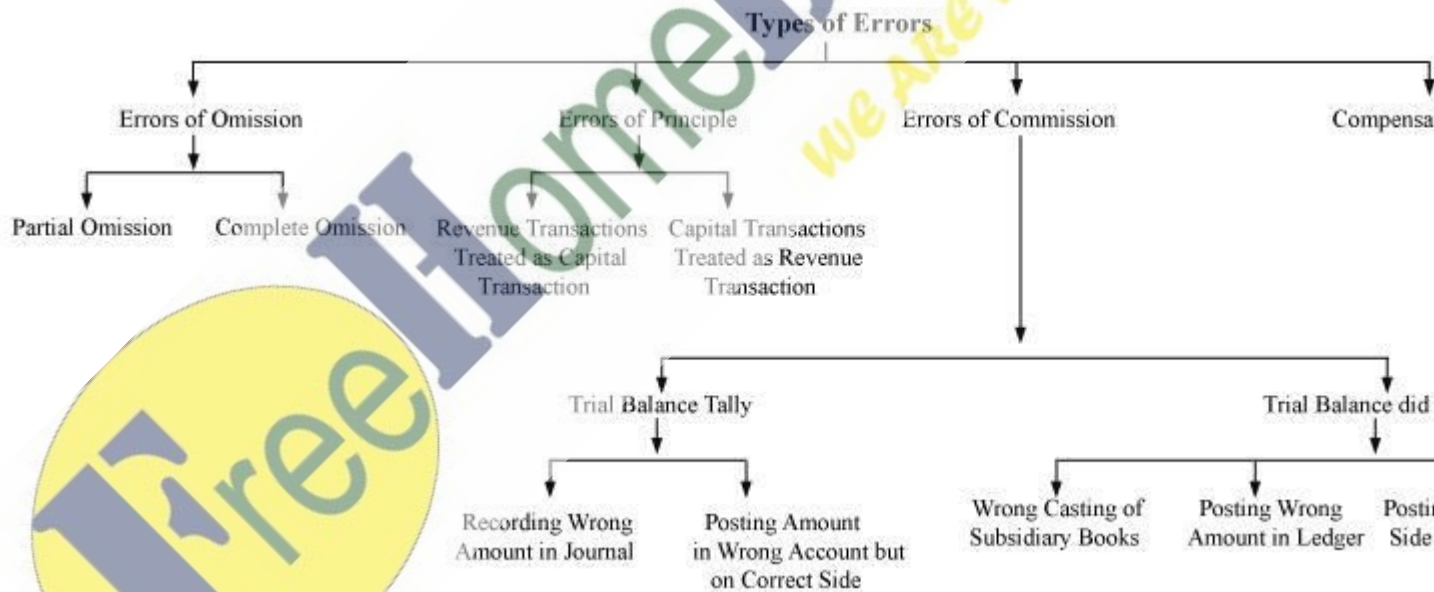 Types of Errors
Errors of Omission
Errors of Principle
Errors of Commission
Compensa
Partial Omission
Complete Omission
Revenue Transactions
Treated as Capital
Transaction
Capital Transactions
Treated as Revenue
Transaction
Trial Balance Tally
Trial Balance did
Recording Wrong
Amount in Journal
Posting Amount
in Wrong Account but
on Correct Side
Wrong Casting of
Subsidiary Books
Posting Wrong
Amount in Ledger
Postin
Side
FreeHome
WE ARE